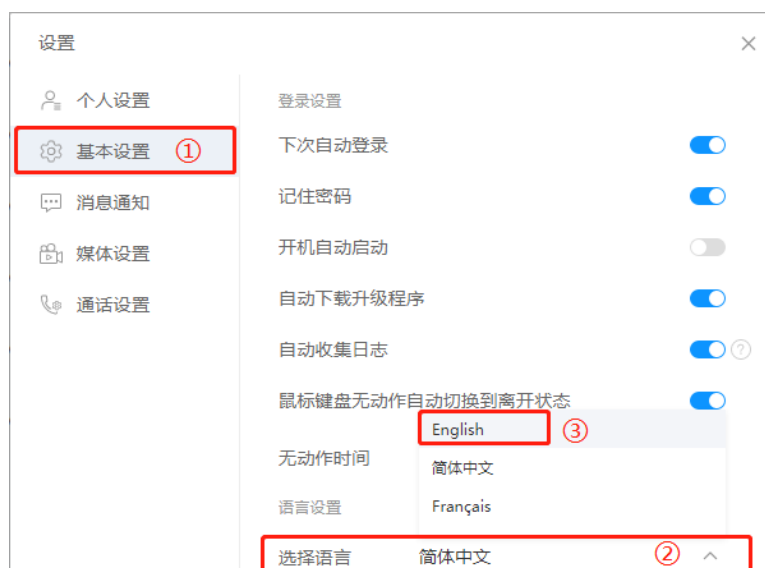 设置
个人设置
基本设置 ①
消息通知
媒体设置
通话设置
登录设置
下次自动登录
记住密码
开机自动启动
自动下载升级程序
自动收集日志 ?
鼠标键盘无动作自动切换到离开状态
English ③
无动作时间
简体中文
语言设置
Français
选择语言 简体中文 ②